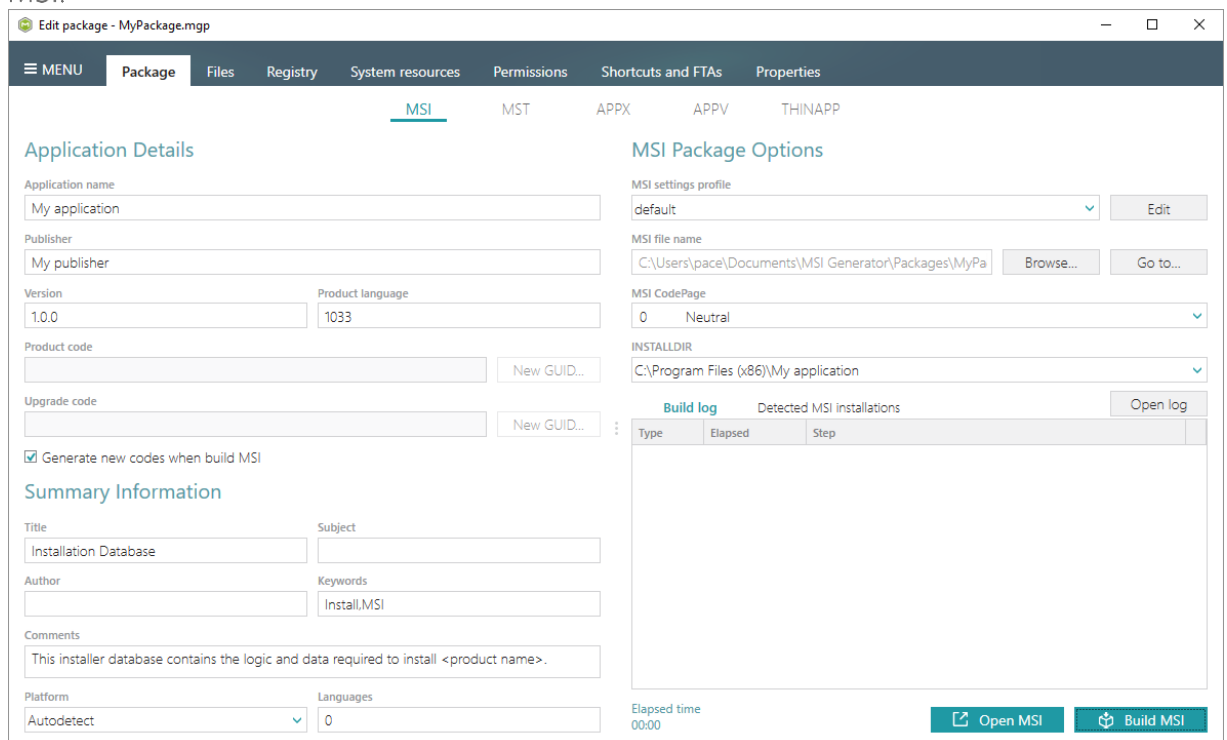 Edit package - MyPackage.mgp
MENU Package Files Registry System resources Permissions Shortcuts and FTAs Properties
MSI MST APPX APPV THINAPP
Application Details
Application name
My application
Publisher
My publisher
Version Product language
1.0.0 1033
Product code
New GUID...
Upgrade code
New GUID...
Generate new codes when build MSI
Summary Information
Title Subject
Installation Database
Author Keywords
Install,MSI
Comments
This installer database contains the logic and data required to install <product name>.
Platform Languages
Autodetect 0
MSI Package Options
MSI settings profile
default Edit
MSI file name
C:\Users\pace\Documents\MSI Generator\Packages\MyPa Browse... Go to...
MSI CodePage
0 Neutral
INSTALLDIR
C:\Program Files (x86)\My application
Build log Detected MSI installations Open log
Type Elapsed Step
Elapsed time
00:00
Open MSI Build MSI